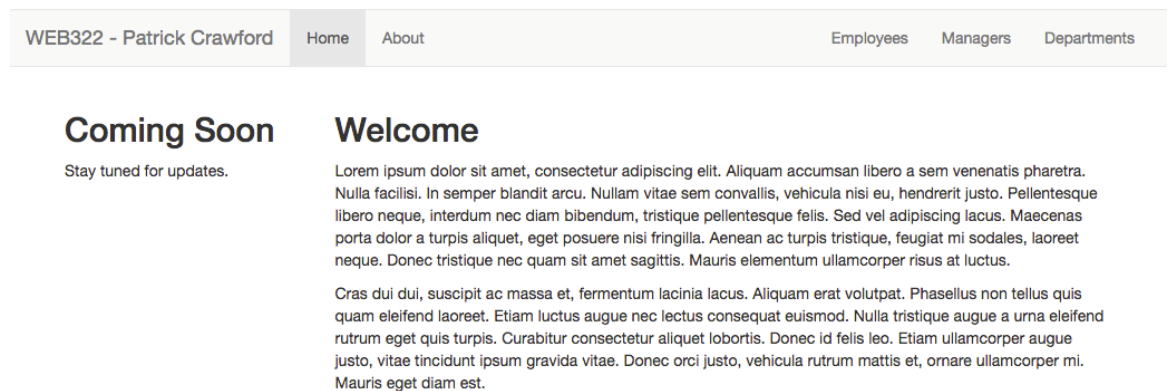 WEB322 - Patrick Crawford Home About Employees Managers Departments
Coming Soon
Stay tuned for updates.
Welcome
Lorem ipsum dolor sit amet, consectetur adipiscing elit. Aliquam accumsan libero a sem venenatis pharetra.
Nulla facilisi. In semper blandit arcu. Nullam vitae sem convallis, vehicula nisi eu, hendrerit justo. Pellentesque
libero neque, interdum nec diam bibendum, tristique pellentesque felis. Sed vel adipiscing lacus. Maecenas
porta dolor a turpis aliquet, eget posuere nisi fringilla. Aenean ac turpis tristique, feugiat mi sodales, laoreet
neque. Donec tristique nec quam sit amet sagittis. Mauris elementum ullamcorper risus at luctus.
Cras dui dui, suscipit ac massa et, fermentum lacinia lacus. Aliquam erat volutpat. Phasellus non tellus quis
quam eleifend laoreet. Etiam luctus augue nec lectus consequat euismod. Nulla tristique augue a urna eleifend
rutrum eget quis turpis. Curabitur consectetur aliquet lobortis. Donec id felis leo. Etiam ullamcorper augue
justo, vitae tincidunt ipsum gravida vitae. Donec orci justo, vehicula rutrum mattis et, ornare ullamcorper mi.
Mauris eget diam est.